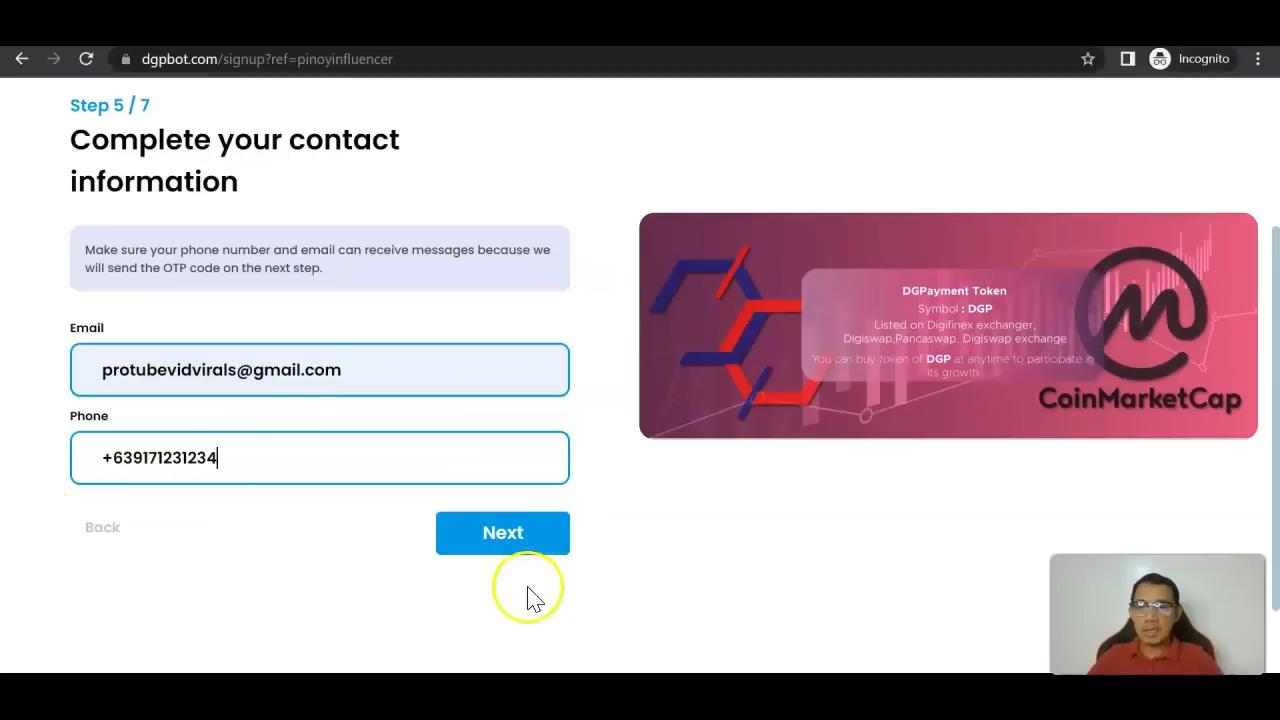 dgpbot.com/signup?ref=pinoyinfluencer
Incognito
Step 5 / 7
Complete your contact
information
Make sure your phone number and email can receive messages because we
will send the OTP code on the next step.
Email
protubevidvirals@gmail.com
Phone
+639171231234
Back
Next
DGPayment Token
Symbol : DGP
Listed on Digifinex exchanger,
Digiswap,Pancaswap, Digiswap exchange
You can buy token of DGP at anytime to participate in
its growth
CoinMarketCap